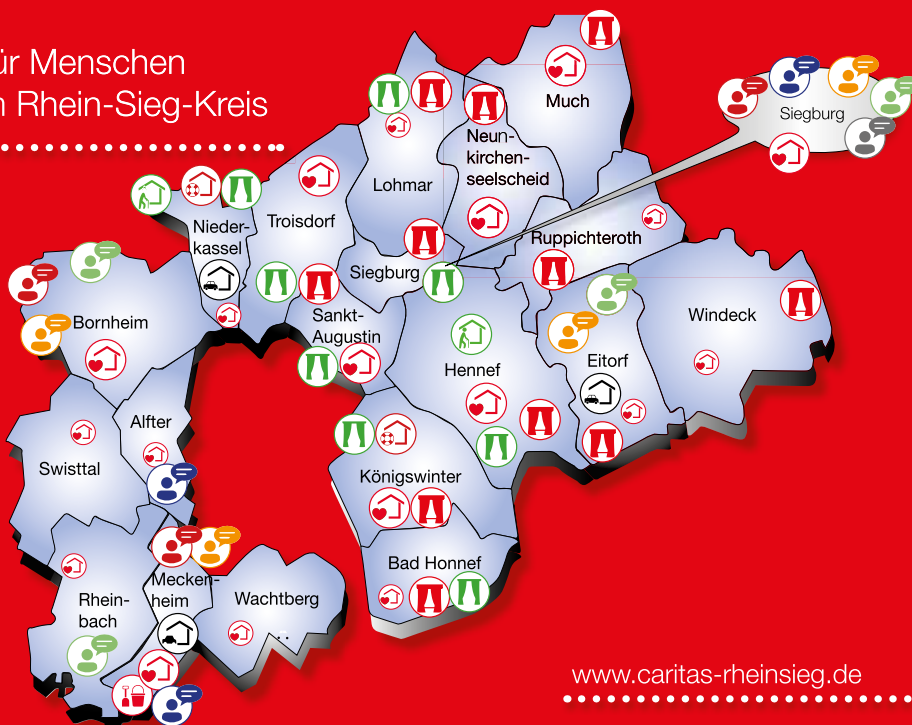 ür Menschen
n Rhein-Sieg-Kreis
Much
Siegburg
Neun-
kirchen-
seelscheid
Lohmar
Troisdorf
Nieder-
kassel
Ruppichteroth
Siegburg
Sankt-
Augustin
Bornheim
Windeck
Eitorf
Hennef
Alfter
Swisttal
Königswinter
Bad Honnef
Mecken-
heim
Rhein-
bach
Wachtberg
www.caritas-rheinsieg.de